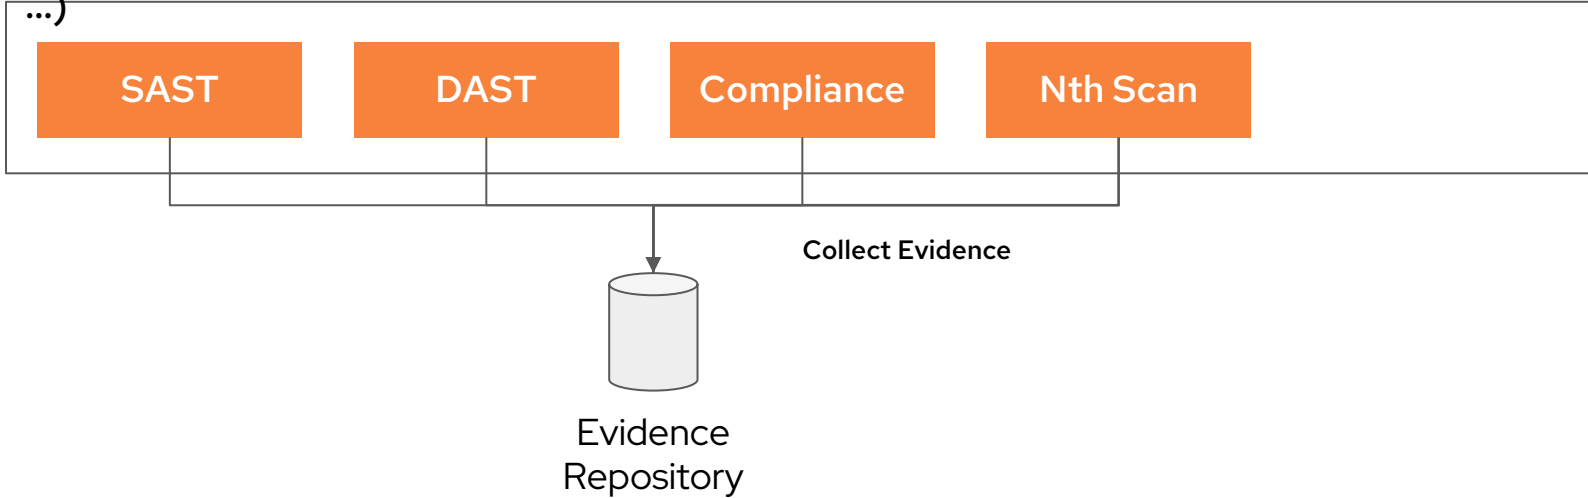 ...)
SAST
DAST
Compliance
Nth Scan
Collect Evidence
Evidence
Repository